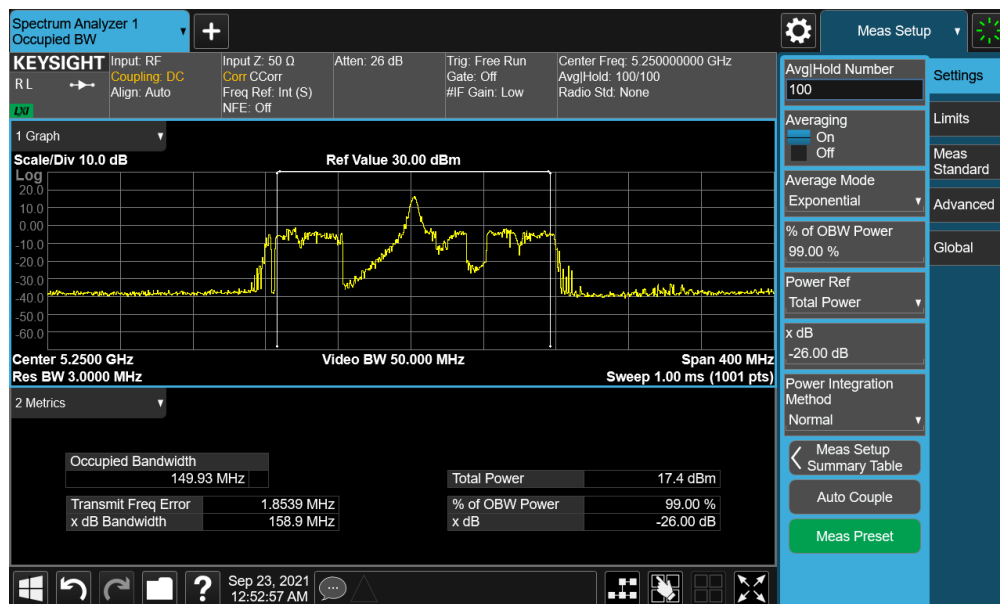 Spectrum Analyzer 1
Occupied BW
Meas Setup
KEYSIGHT
R L
LXI
Input: RF
Coupling: DC
Align: Auto
Input Z: 50 Ω
Corr CCorr
Freq Ref: Int (S)
NFE: Off
Atten: 26 dB
Trig: Free Run
Gate: Off
#IF Gain: Low
Center Freq: 5.250000000 GHz
Avg|Hold: 100/100
Radio Std: None
1 Graph
Scale/Div 10.0 dB
Ref Value 30.00 dBm
Log
20.0
10.0
0.00
-10.0
-20.0
-30.0
-40.0
-50.0
-60.0
Center 5.2500 GHz
Video BW 50.000 MHz
Span 400 MHz
Res BW 3.0000 MHz
Sweep 1.00 ms (1001 pts)
2 Metrics
Occupied Bandwidth
149.93 MHz
Total Power 17.4 dBm
Transmit Freq Error 1.8539 MHz
% of OBW Power 99.00 %
x dB Bandwidth 158.9 MHz
x dB -26.00 dB
Avg|Hold Number
100
Averaging
On
Off
Average Mode
Exponential
% of OBW Power
99.00 %
Power Ref
Total Power
x dB
-26.00 dB
Power Integration
Method
Normal
Meas Setup
Summary Table
Auto Couple
Meas Preset
Settings
Limits
Meas
Standard
Advanced
Global
?
Sep 23, 2021
12:52:57 AM